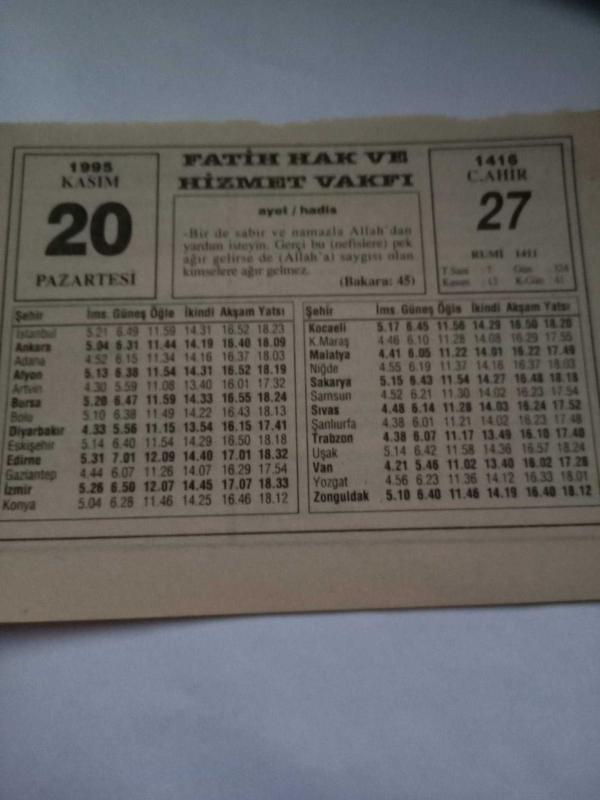 1995
KASIM
20
PAZARTESİ
FATİH HAK VE
HİZMET VAKFI
ayet / hadis
-Bir de sabır ve namazla Allah'dan
yardım isteyin. Gerçi bu (nefislere) pek
ağır gelirse de (Allah'a) saygısı olan
kimselere ağır gelmez.
(Bakara: 45)
1416
C.AHİR
27
RUMİ 1411
T.Sani : 7 Gün : 324
Kasım : 13 K.Gün :
Şehir İms. Güneş Öğle İkindi Akşam Yatsı
İstanbul 5.21 6.49 11.59 14.31 16.52 18.23
Ankara 5.04 6.31 11.44 14.19 16.40 18.09
Adana 4.52 6.15 11.34 14.16 16.37 18.03
Afyon 5.13 6.38 11.54 14.31 16.52 18.19
Artvin 4.30 5.59 11.08 13.40 16.01 17.32
Bursa 5.20 6.47 11.59 14.33 16.55 18.24
Bolu 5.10 6.38 11.49 14.22 16.43 18.13
Diyarbakır 4.33 5.56 11.15 13.54 16.15 17.41
Eskişehir 5.14 6.40 11.54 14.29 16.50 18.18
Edirne 5.31 7.01 12.09 14.40 17.01 18.32
Gaziantep 4.44 6.07 11.26 14.07 16.29 17.54
İzmir 5.26 6.50 12.07 14.45 17.07 18.33
Konya 5.04 6.28 11.46 14.25 16.46 18.12
Şehir İms. Güneş Öğle İkindi Akşam Yatsı
Kocaeli 5.17 6.45 11.56 14.29 16.50 18.20
K.Maraş 4.46 6.10 11.28 14.08 16.29 17.55
Malatya 4.41 6.05 11.22 14.01 16.22 17.49
Niğde 4.55 6.19 11.37 14.16 16.37 18.03
Sakarya 5.15 6.43 11.54 14.27 16.48 18.18
Samsun 4.52 6.21 11.30 14.02 16.23 17.54
Sıvas 4.48 6.14 11.28 14.03 16.24 17.52
Şanlıurfa 4.38 6.01 11.21 14.02 16.23 17.48
Trabzon 4.38 6.07 11.17 13.49 16.10 17.40
Uşak 5.14 6.42 11.58 14.36 16.57 18.24
Van 4.21 5.46 11.02 13.40 16.02 17.28
Yozgat 4.56 6.23 11.36 14.12 16.33 18.01
Zonguldak 5.10 6.40 11.46 14.19 16.40 18.12